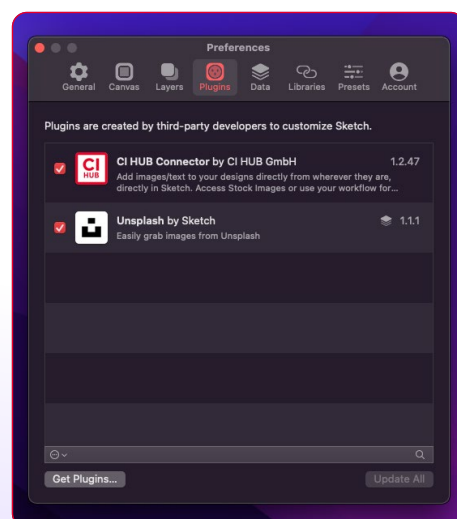 Preferences
General Canvas Layers Plugins Data Libraries Presets Account
Plugins are created by third-party developers to customize Sketch.
CI
HUB
CI HUB Connector by CI HUB GmbH 1.2.47
Add images/text to your designs directly from wherever they are,
directly in Sketch. Access Stock Images or use your workflow for...
Unsplash by Sketch 1.1.1
Easily grab images from Unsplash
Get Plugins... Update All